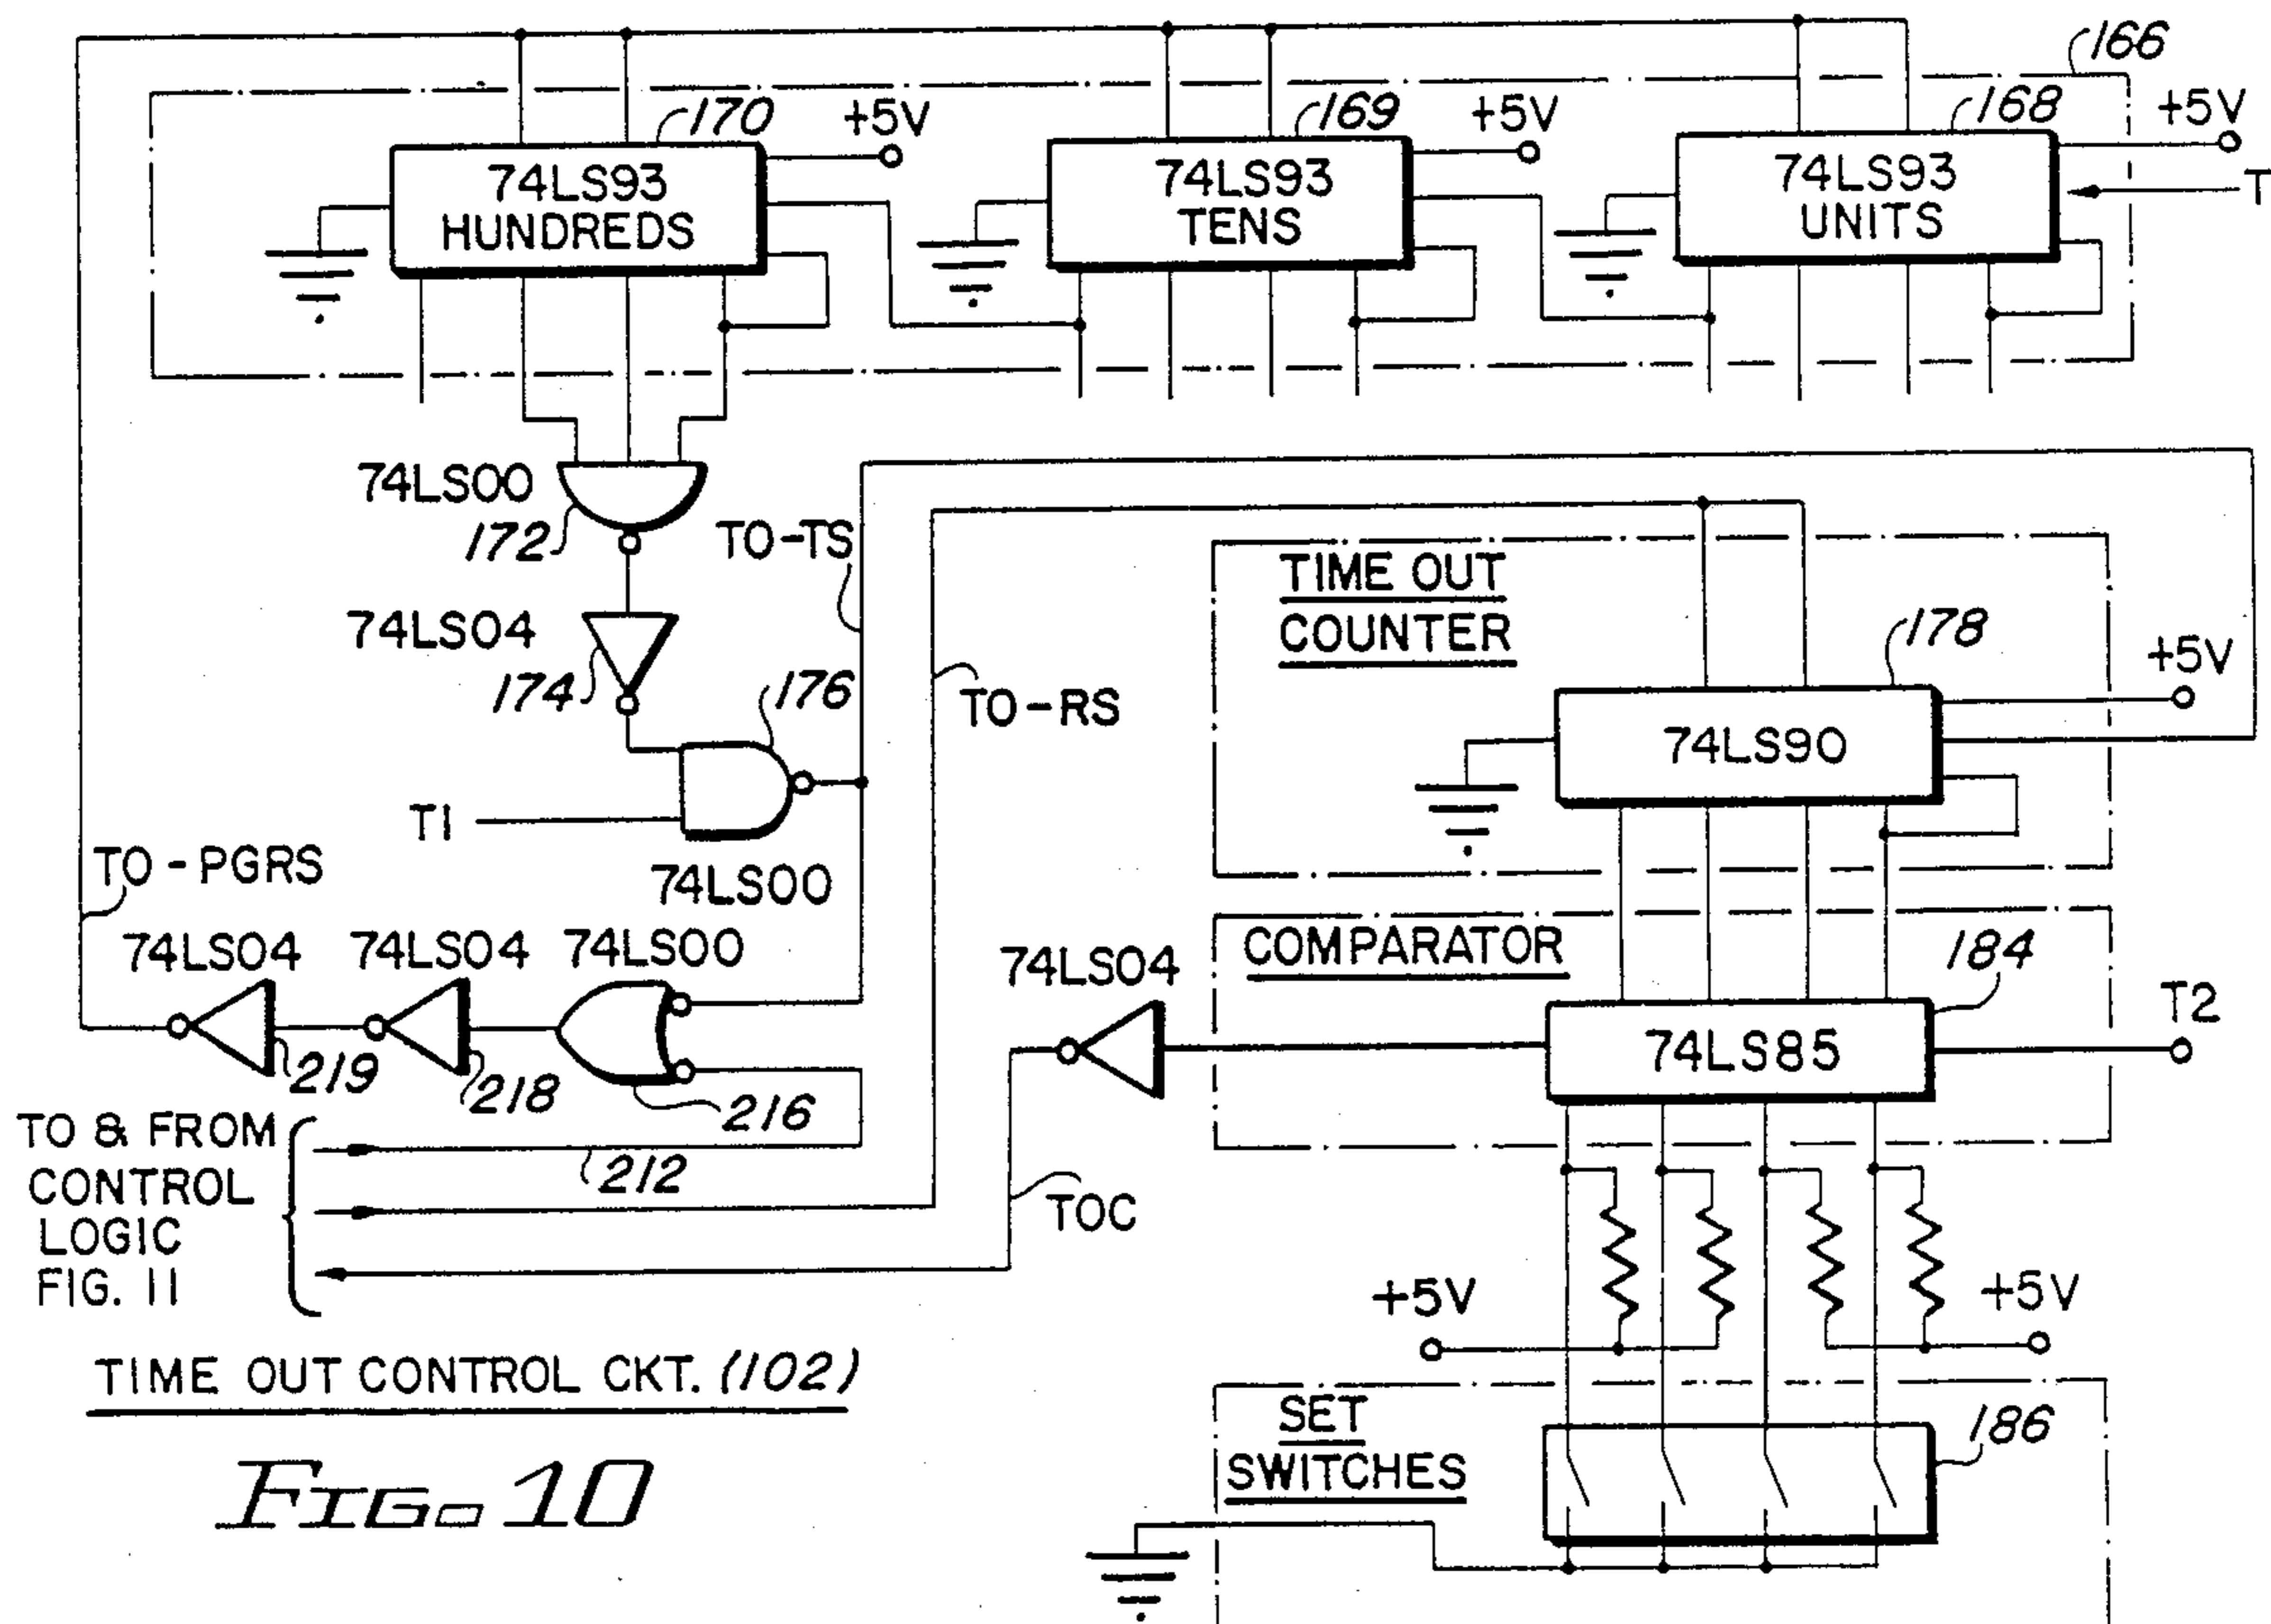 166
170
+5V
169
+5V
168
+5V
74LS93
HUNDREDS
74LS93
TENS
74LS93
UNITS
T
74LS00
172
TO-TS
TIME OUT
COUNTER
178
+5V
74LS04
174
176
TO-RS
74LS90
T1
74LS00
TO-PGRS
74LS04
74LS04
74LS00
74LS04
COMPARATOR
184
T2
74LS85
219
218
216
TO & FROM
CONTROL
LOGIC
FIG. 11
212
TOC
+5V
+5V
TIME OUT CONTROL CKT. (102)
SET
SWITCHES
186
FIG. 10